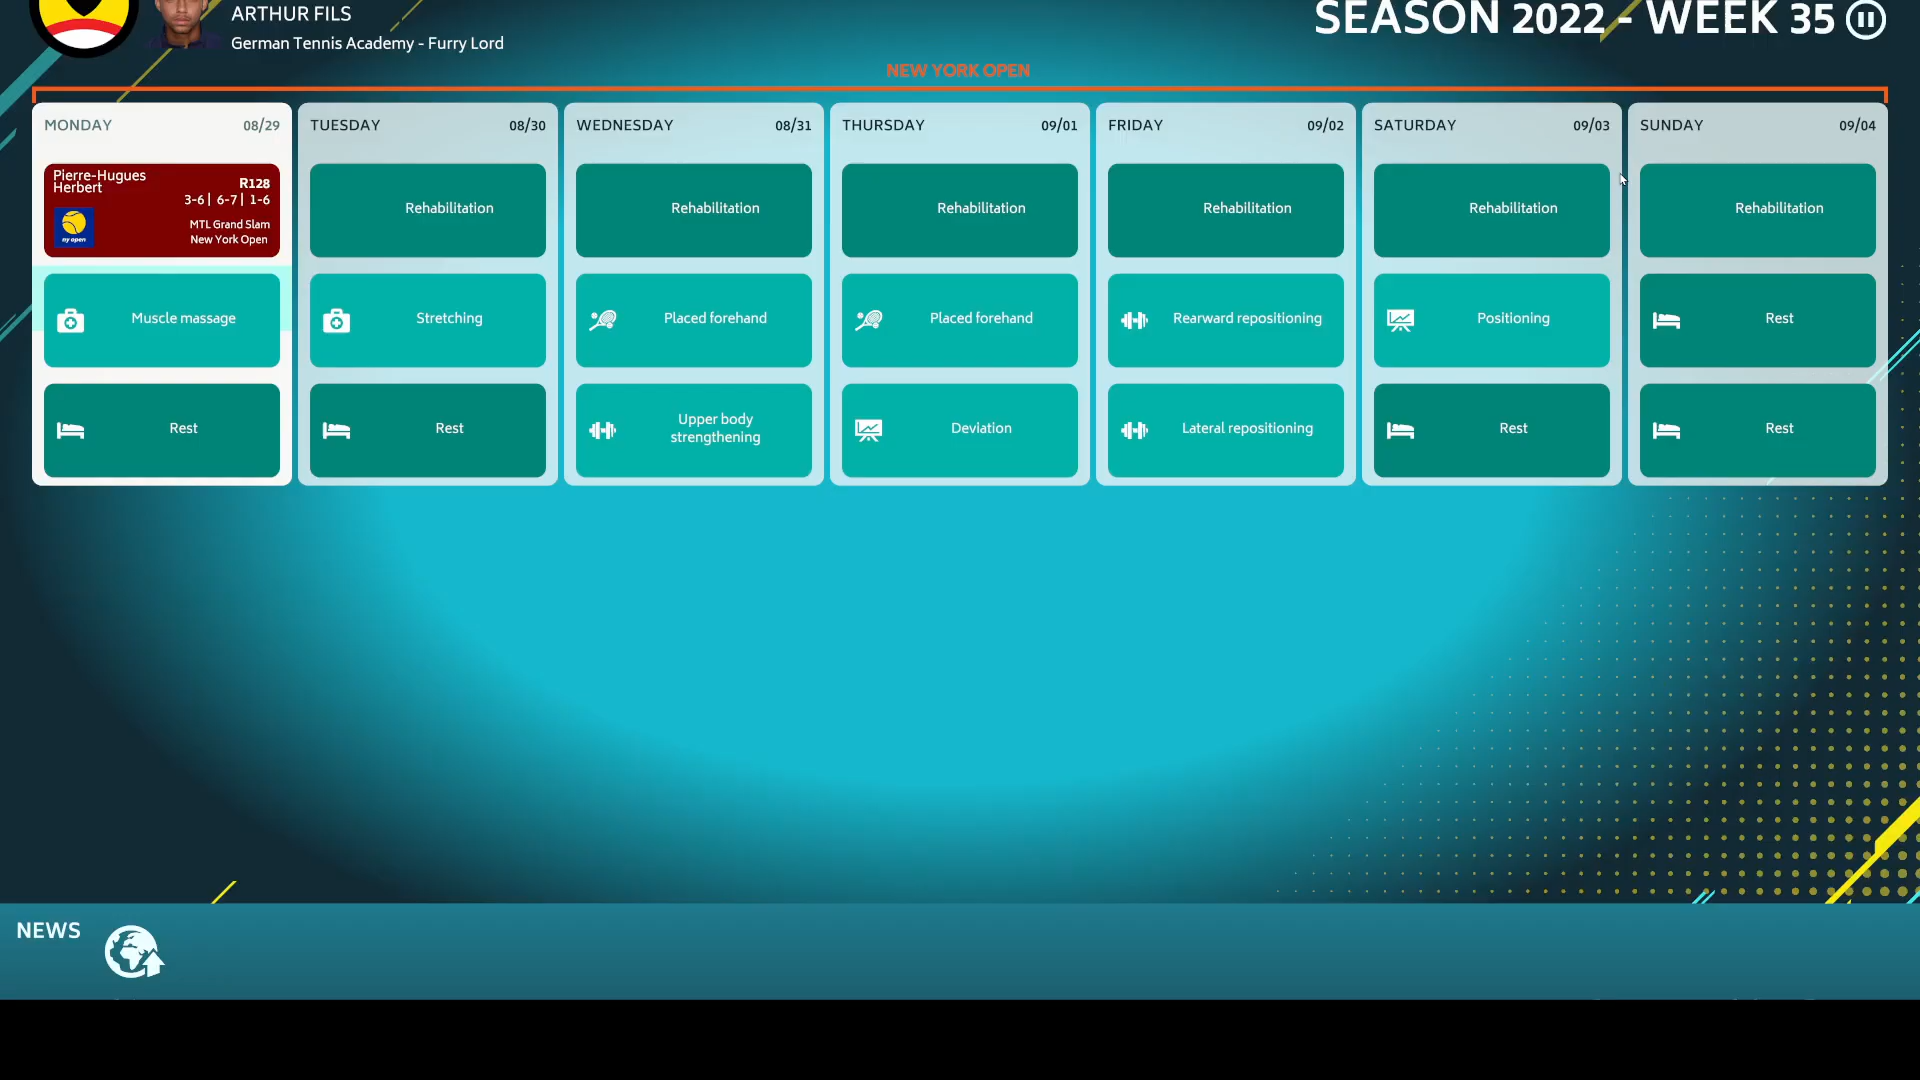 ARTHUR FILS
German Tennis Academy - Furry Lord
SEASON 2022 - WEEK 35
NEW YORK OPEN
MONDAY 08/29
Pierre-Hugues
Herbert
R128
3-6 | 6-7 | 1-6
MTL Grand Slam
New York Open
ny open
Muscle massage
Rest
TUESDAY 08/30
Rehabilitation
Stretching
Rest
WEDNESDAY 08/31
Rehabilitation
Placed forehand
Upper body
strengthening
THURSDAY 09/01
Rehabilitation
Placed forehand
Deviation
FRIDAY 09/02
Rehabilitation
Rearward repositioning
Lateral repositioning
SATURDAY 09/03
Rehabilitation
Positioning
Rest
SUNDAY 09/04
Rehabilitation
Rest
Rest
NEWS